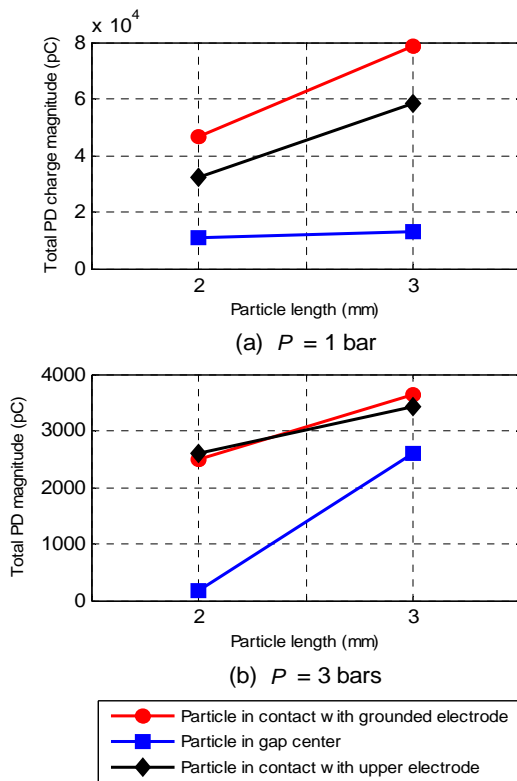 x 10^4
Total PD charge magnitude (pC)
8
6
4
2
0
2 3
Particle length (mm)
(a) P = 1 bar
Total PD magnitude (pC)
4000
3000
2000
1000
0
2 3
Particle length (mm)
(b) P = 3 bars
Particle in contact with grounded electrode
Particle in gap center
Particle in contact with upper electrode